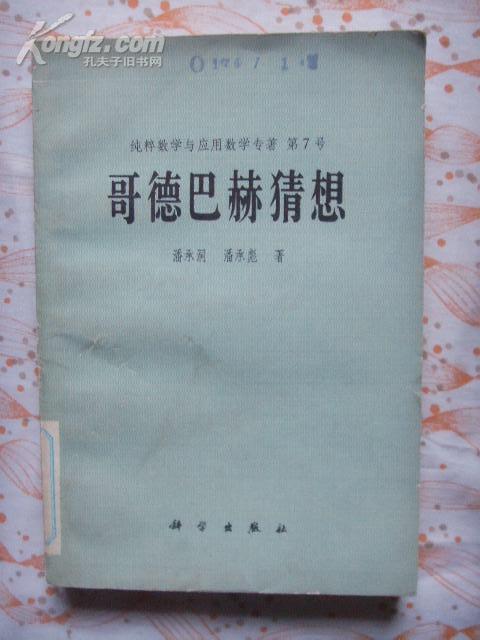 Kongfz.com
孔夫子旧书网
纯粹数学与应用数学专著 第7号
哥德巴赫猜想
潘承洞 潘承彪 著
科学出版社